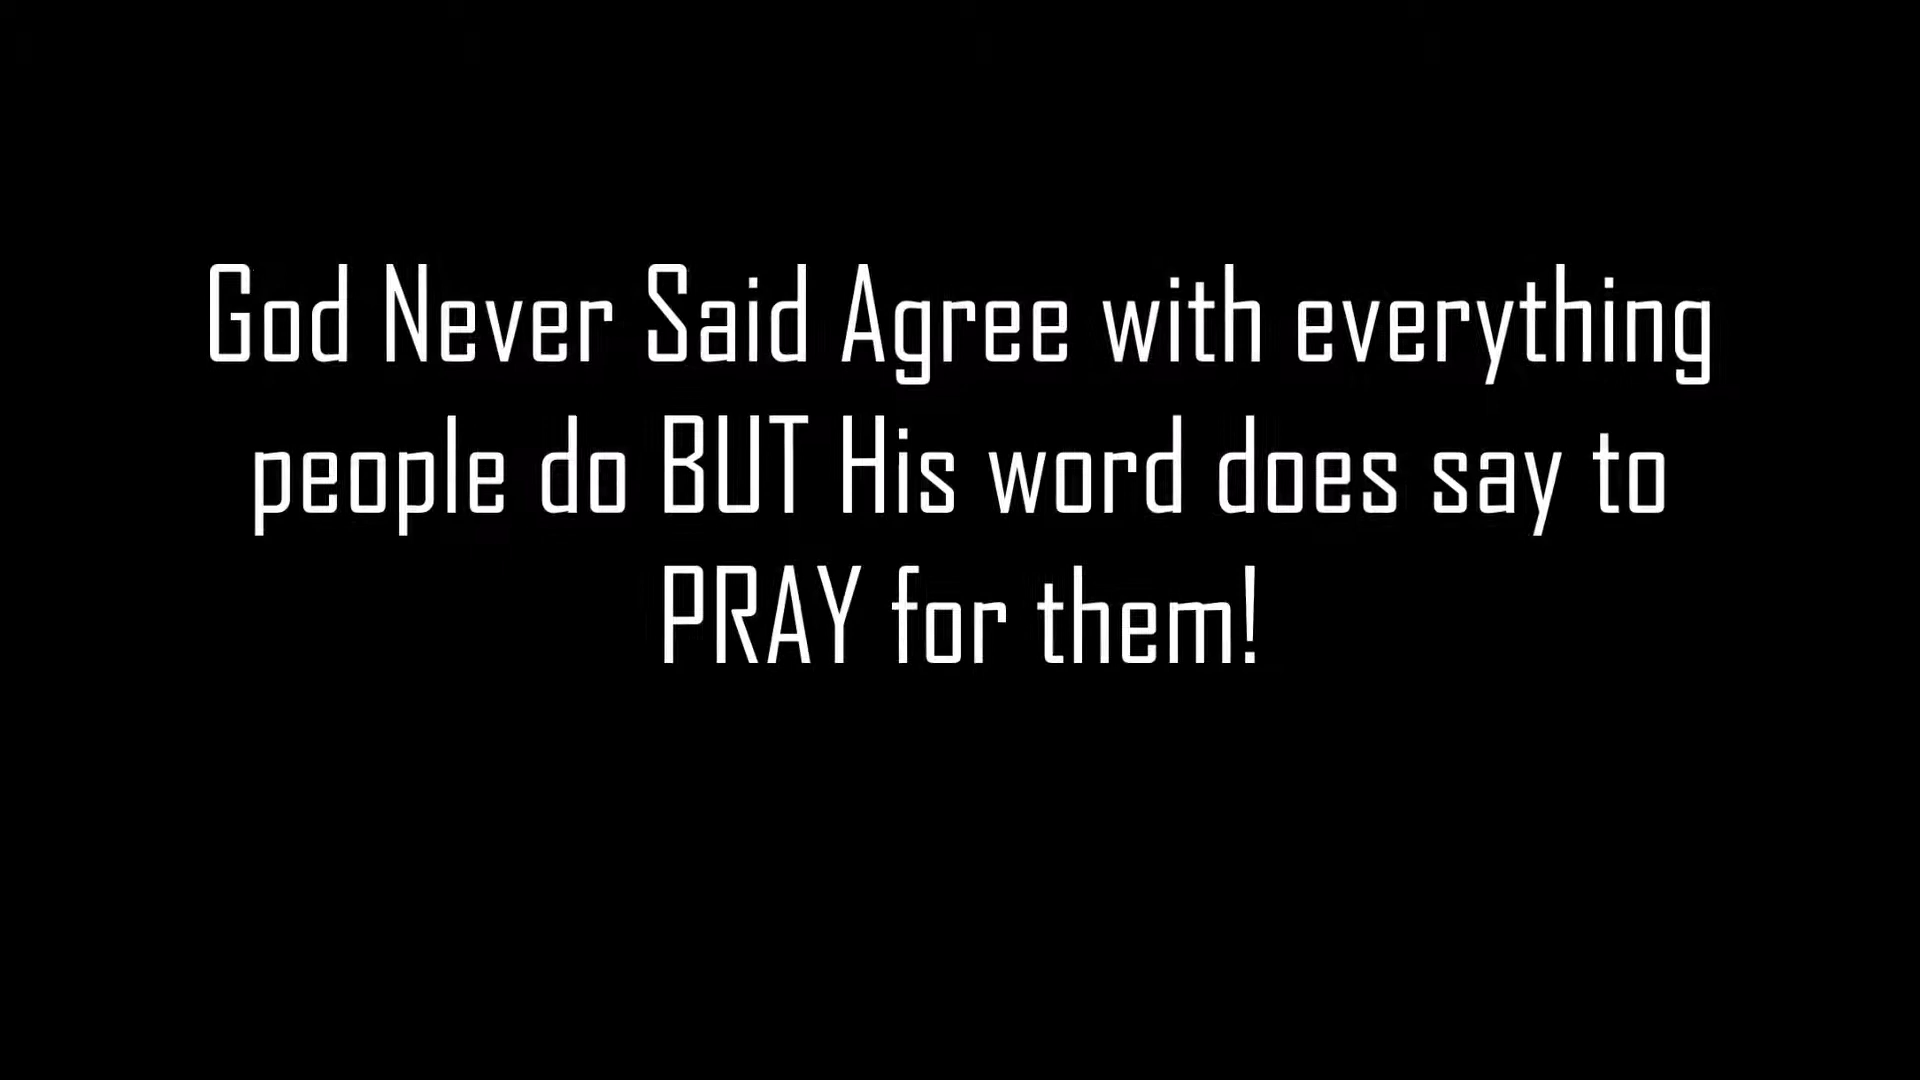 God Never Said Agree with everything
people do BUT His word does say to
PRAY for them!